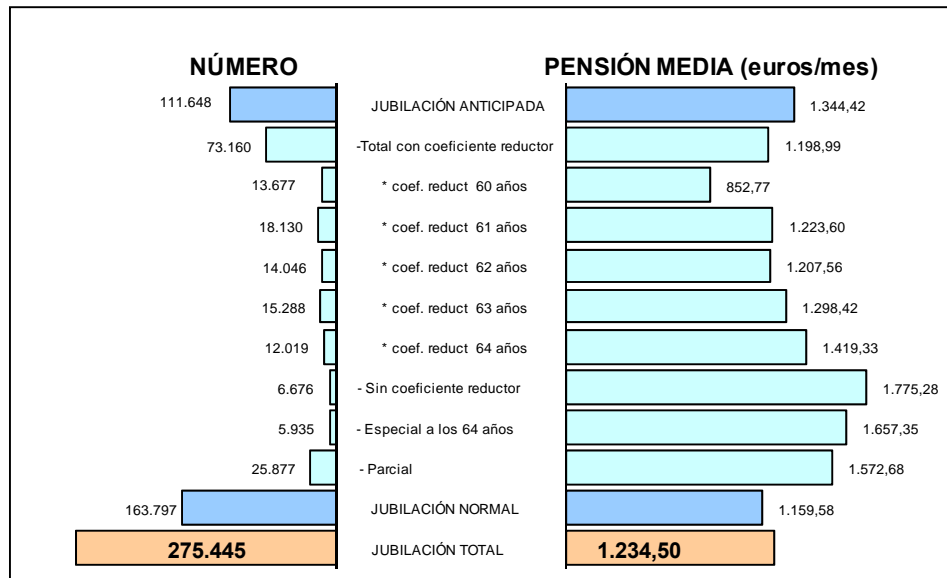 NÚMERO PENSIÓN MEDIA (euros/mes)
111.648 JUBILACIÓN ANTICIPADA 1.344,42
73.160 -Total con coeficiente reductor 1.198,99
13.677 * coef. reduct 60 años 852,77
18.130 * coef. reduct 61 años 1.223,60
14.046 * coef. reduct 62 años 1.207,56
15.288 * coef. reduct 63 años 1.298,42
12.019 * coef. reduct 64 años 1.419,33
6.676 - Sin coeficiente reductor 1.775,28
5.935 - Especial a los 64 años 1.657,35
25.877 - Parcial 1.572,68
163.797 JUBILACIÓN NORMAL 1.159,58
275.445 JUBILACIÓN TOTAL 1.234,50